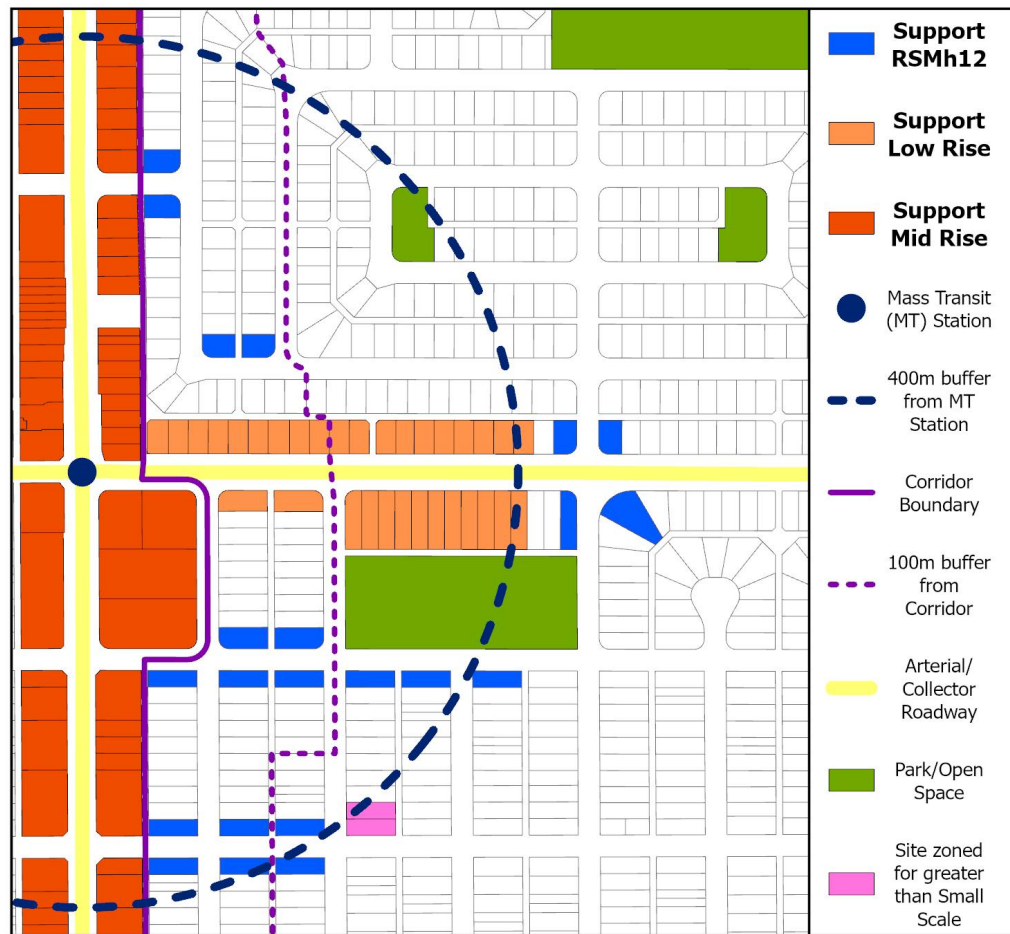 Support
RSMh12
Support
Low Rise
Support
Mid Rise
Mass Transit
(MT) Station
400m buffer
from MT
Station
Corridor
Boundary
100m buffer
from
Corridor
Arterial/
Collector
Roadway
Park/Open
Space
Site zoned
for greater
than Small
Scale